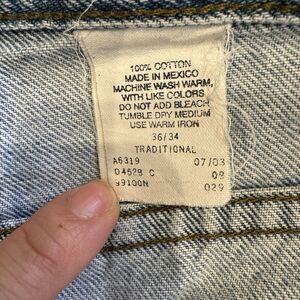 100% COTTON
MADE IN MEXICO
MACHINE WASH WARM,
WITH LIKE COLORS
DO NOT ADD BLEACH
TUMBLE DRY MEDIUM
USE WARM IRON
36/34
TRADITIONAL
A6319 07/03
D4528 C 08
99100N 029